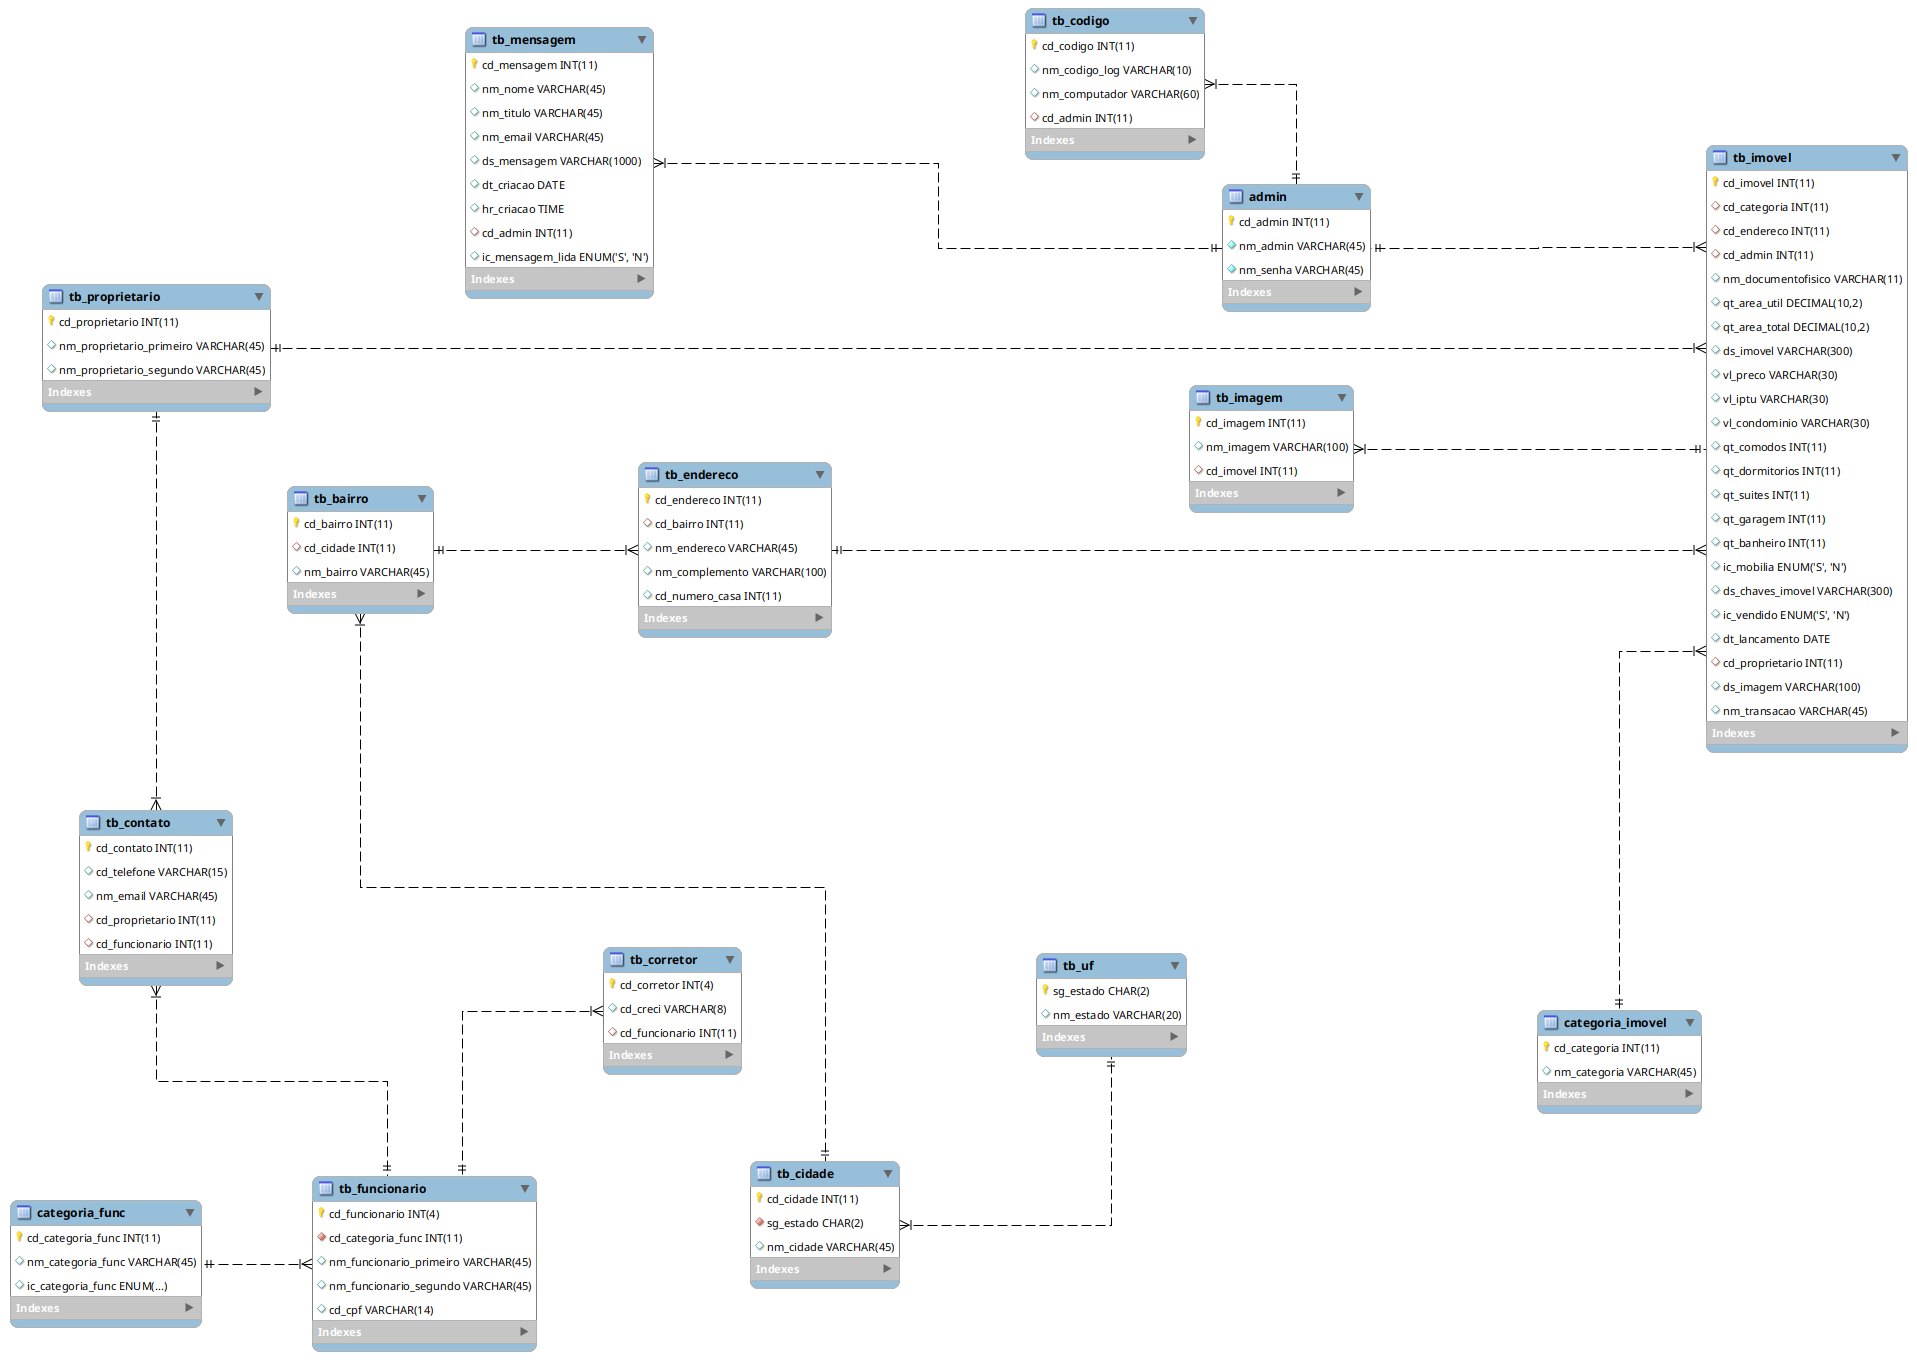 tb_codigo
cd_codigo INT(11)
nm_codigo_log VARCHAR(10)
nm_computador VARCHAR(60)
cd_admin INT(11)
Indexes
tb_mensagem
cd_mensagem INT(11)
nm_nome VARCHAR(45)
nm_titulo VARCHAR(45)
nm_email VARCHAR(45)
ds_mensagem VARCHAR(1000)
dt_criacao DATE
hr_criacao TIME
cd_admin INT(11)
ic_mensagem_lida ENUM('S', 'N')
Indexes
admin
cd_admin INT(11)
nm_admin VARCHAR(45)
nm_senha VARCHAR(45)
Indexes
tb_imovel
cd_imovel INT(11)
cd_categoria INT(11)
cd_endereco INT(11)
cd_admin INT(11)
nm_documentofisico VARCHAR(11)
qt_area_util DECIMAL(10,2)
qt_area_total DECIMAL(10,2)
ds_imovel VARCHAR(300)
vl_preco VARCHAR(30)
vl_iptu VARCHAR(30)
vl_condominio VARCHAR(30)
qt_comodos INT(11)
qt_dormitorios INT(11)
qt_suites INT(11)
qt_garagem INT(11)
qt_banheiro INT(11)
ic_mobilia ENUM('S', 'N')
ds_chaves_imovel VARCHAR(300)
ic_vendido ENUM('S', 'N')
dt_lancamento DATE
cd_proprietario INT(11)
ds_imagem VARCHAR(100)
nm_transacao VARCHAR(45)
Indexes
tb_proprietario
cd_proprietario INT(11)
nm_proprietario_primeiro VARCHAR(45)
nm_proprietario_segundo VARCHAR(45)
Indexes
tb_imagem
cd_imagem INT(11)
nm_imagem VARCHAR(100)
cd_imovel INT(11)
Indexes
tb_endereco
cd_endereco INT(11)
cd_bairro INT(11)
nm_endereco VARCHAR(45)
nm_complemento VARCHAR(100)
cd_numero_casa INT(11)
Indexes
tb_bairro
cd_bairro INT(11)
cd_cidade INT(11)
nm_bairro VARCHAR(45)
Indexes
tb_contato
cd_contato INT(11)
cd_telefone VARCHAR(15)
nm_email VARCHAR(45)
cd_proprietario INT(11)
cd_funcionario INT(11)
Indexes
tb_corretor
cd_corretor INT(4)
cd_creci VARCHAR(8)
cd_funcionario INT(11)
Indexes
tb_uf
sg_estado CHAR(2)
nm_estado VARCHAR(20)
Indexes
categoria_imovel
cd_categoria INT(11)
nm_categoria VARCHAR(45)
Indexes
tb_cidade
cd_cidade INT(11)
sg_estado CHAR(2)
nm_cidade VARCHAR(45)
Indexes
tb_funcionario
cd_funcionario INT(4)
cd_categoria_func INT(11)
nm_funcionario_primeiro VARCHAR(45)
nm_funcionario_segundo VARCHAR(45)
cd_cpf VARCHAR(14)
Indexes
categoria_func
cd_categoria_func INT(11)
nm_categoria_func VARCHAR(45)
ic_categoria_func ENUM(...)
Indexes